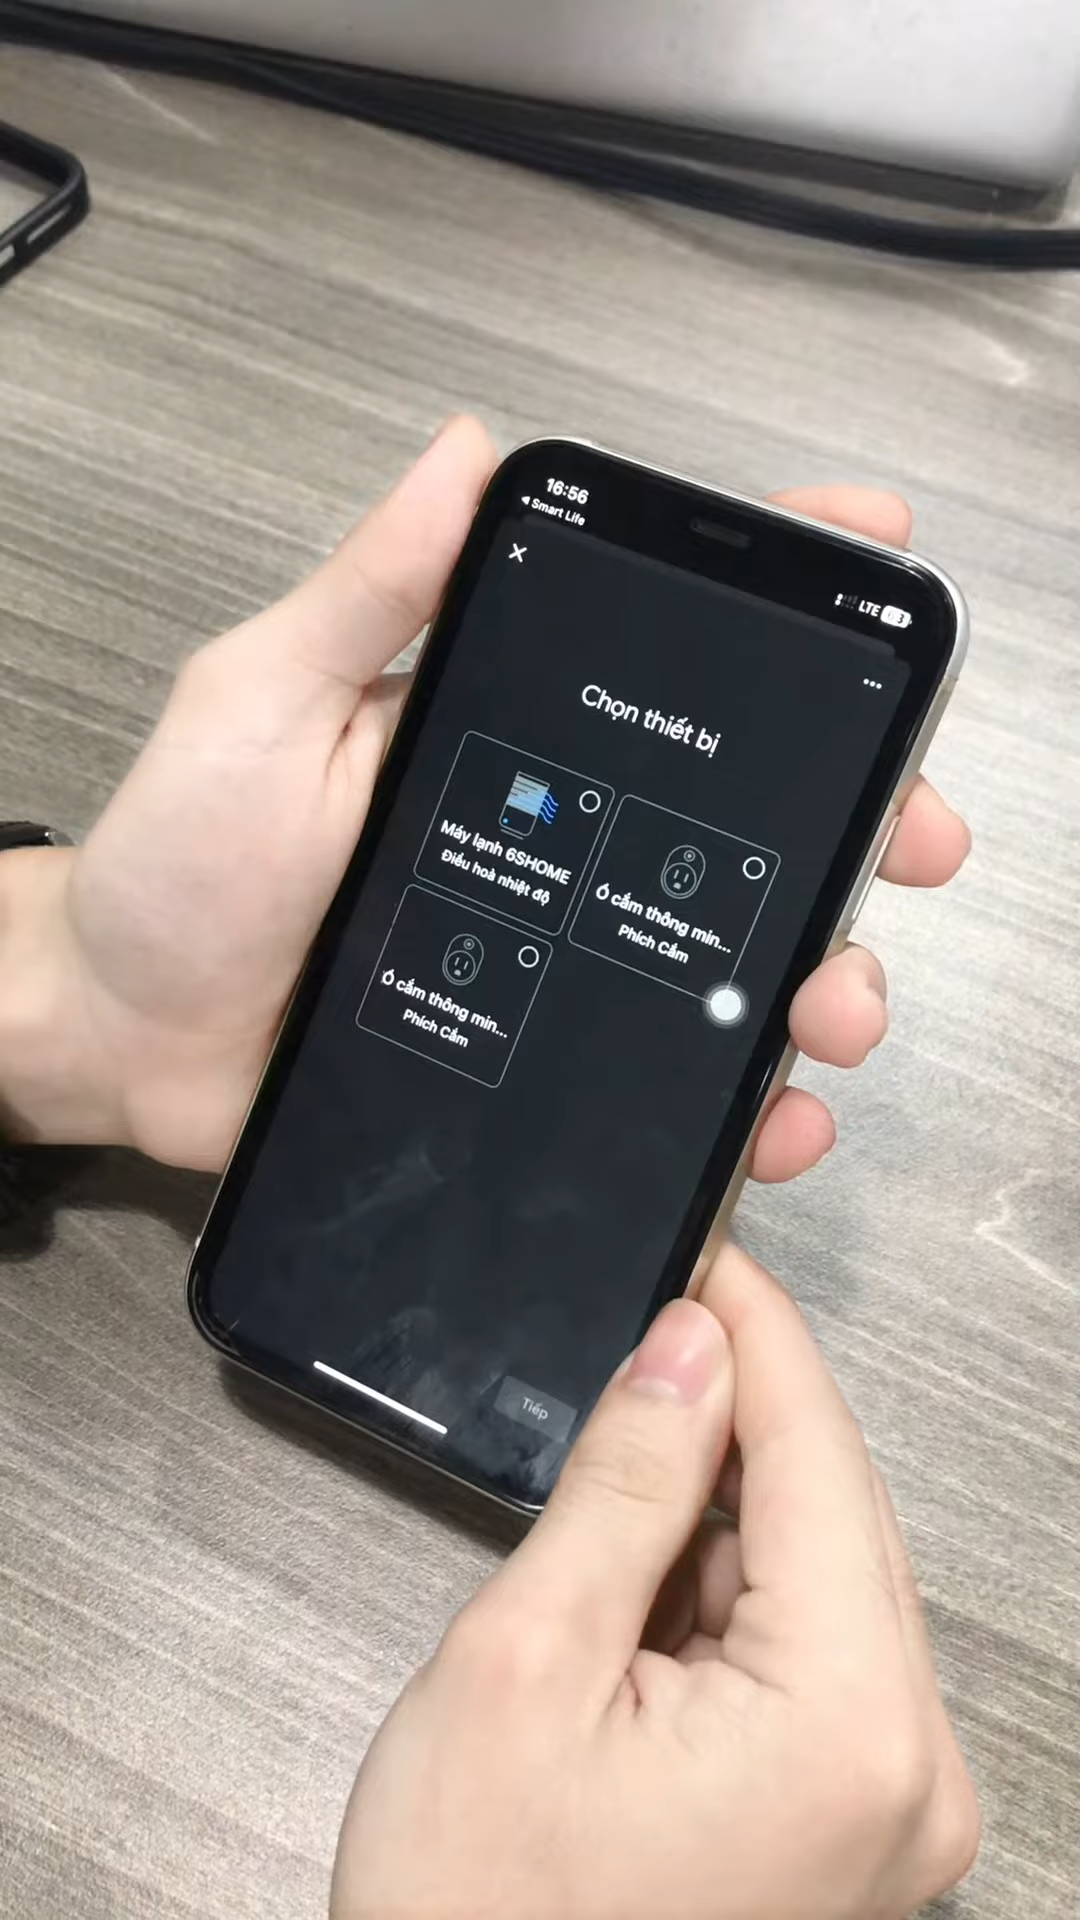 16:56
◀ Smart Life
LTE
Chọn thiết bị
Máy lạnh 6SHOME
Điều hoà nhiệt độ
Ổ cắm thông min...
Phích Cắm
Ổ cắm thông min...
Phích Cắm
Tiếp